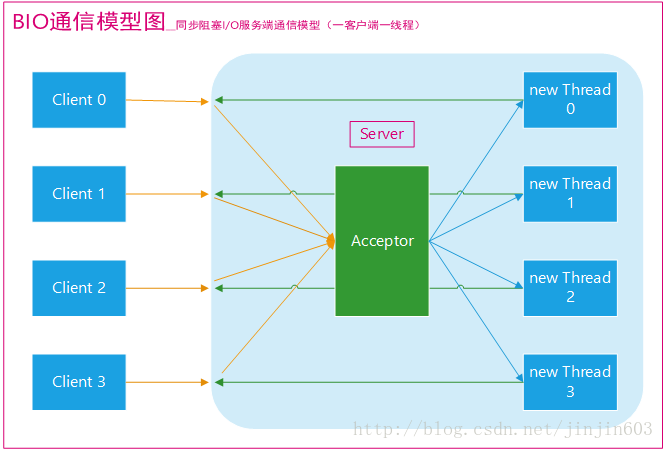 BIO通信模型图_同步阻塞I/O服务端通信模型（一客户端一线程）
Client 0
new Thread
0
Server
Client 1
new Thread
1
Acceptor
Client 2
new Thread
2
Client 3
new Thread
3
http://blog.csdn.net/jinjin603